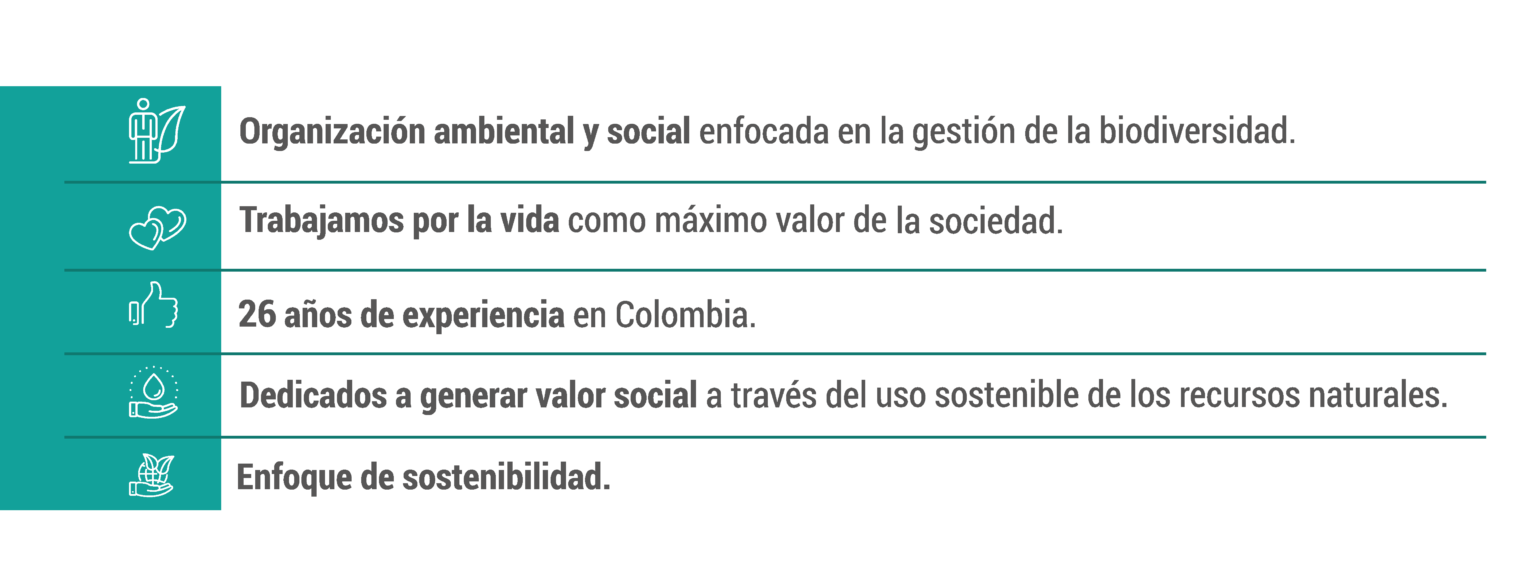 Organización ambiental y social enfocada en la gestión de la biodiversidad.
Trabajamos por la vida como máximo valor de la sociedad.
26 años de experiencia en Colombia.
Dedicados a generar valor social a través del uso sostenible de los recursos naturales.
Enfoque de sostenibilidad.